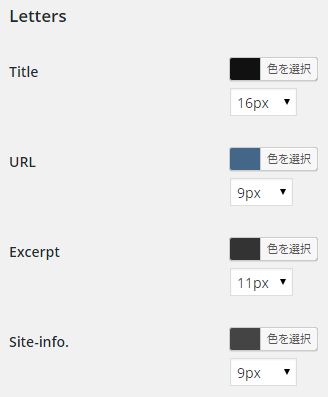 Letters
Title
色を選択
16px
URL
色を選択
9px
Excerpt
色を選択
11px
Site-info.
色を選択
9px